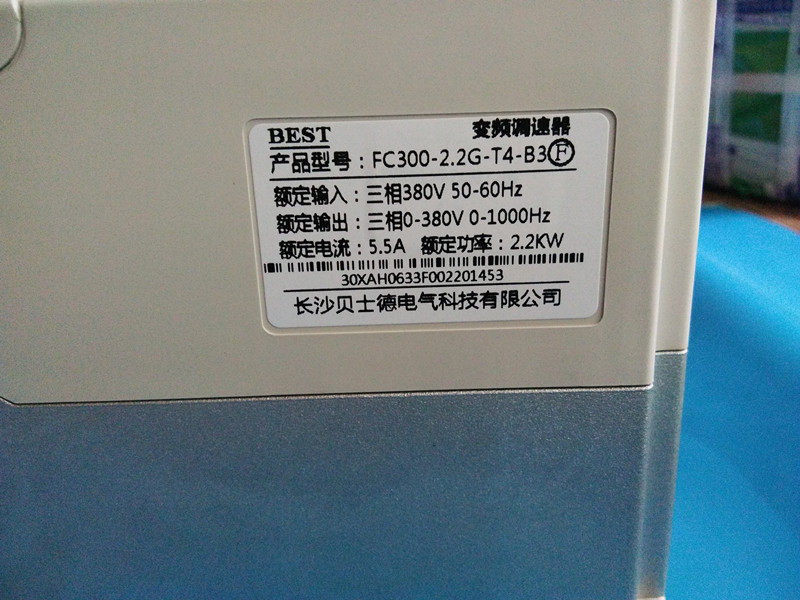 BEST 变频调速器
产品型号：FC300-2.2G-T4-B3Ⓕ
额定输入：三相380V 50-60Hz
额定输出：三相0-380V 0-1000Hz
额定电流：5.5A 额定功率：2.2KW
30XAH0633F002201453
长沙贝士德电气科技有限公司